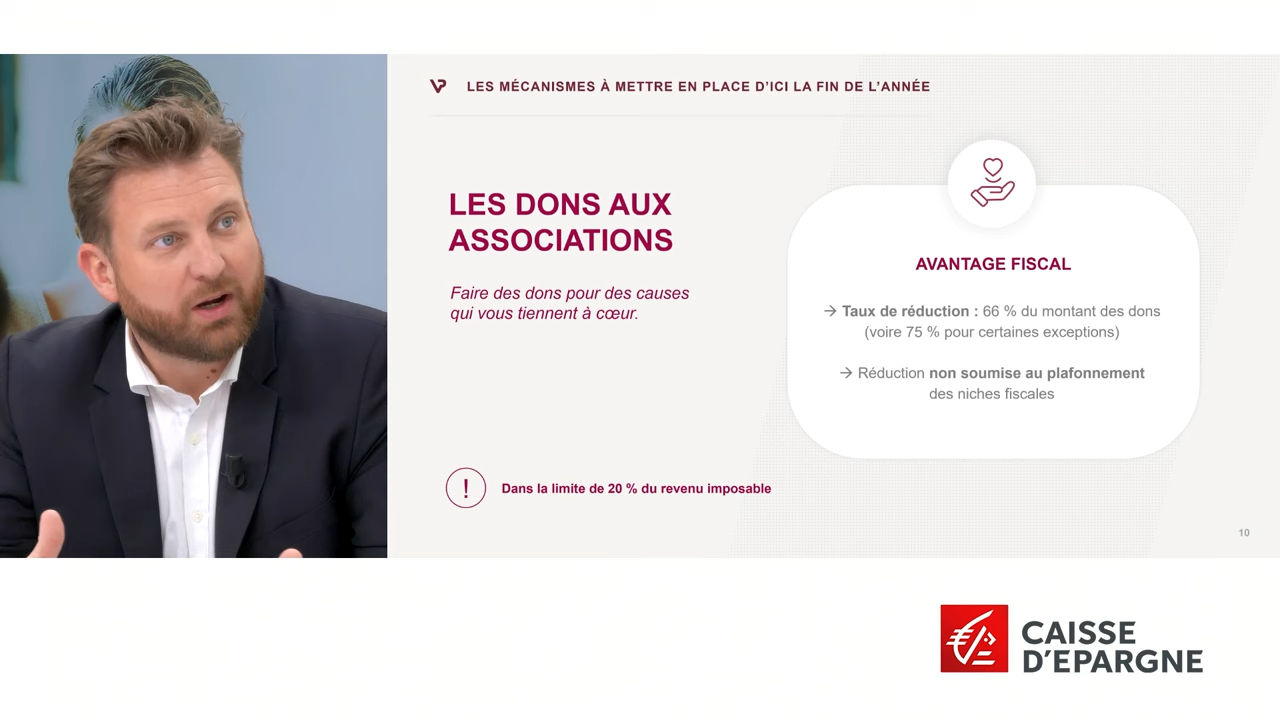 LES MÉCANISMES À METTRE EN PLACE D'ICI LA FIN DE L'ANNÉE
LES DONS AUX
ASSOCIATIONS
Faire des dons pour des causes
qui vous tiennent à cœur.
AVANTAGE FISCAL
→ Taux de réduction : 66 % du montant des dons
(voire 75 % pour certaines exceptions)
→ Réduction non soumise au plafonnement
des niches fiscales
! Dans la limite de 20 % du revenu imposable
10
CAISSE
D'EPARGNE